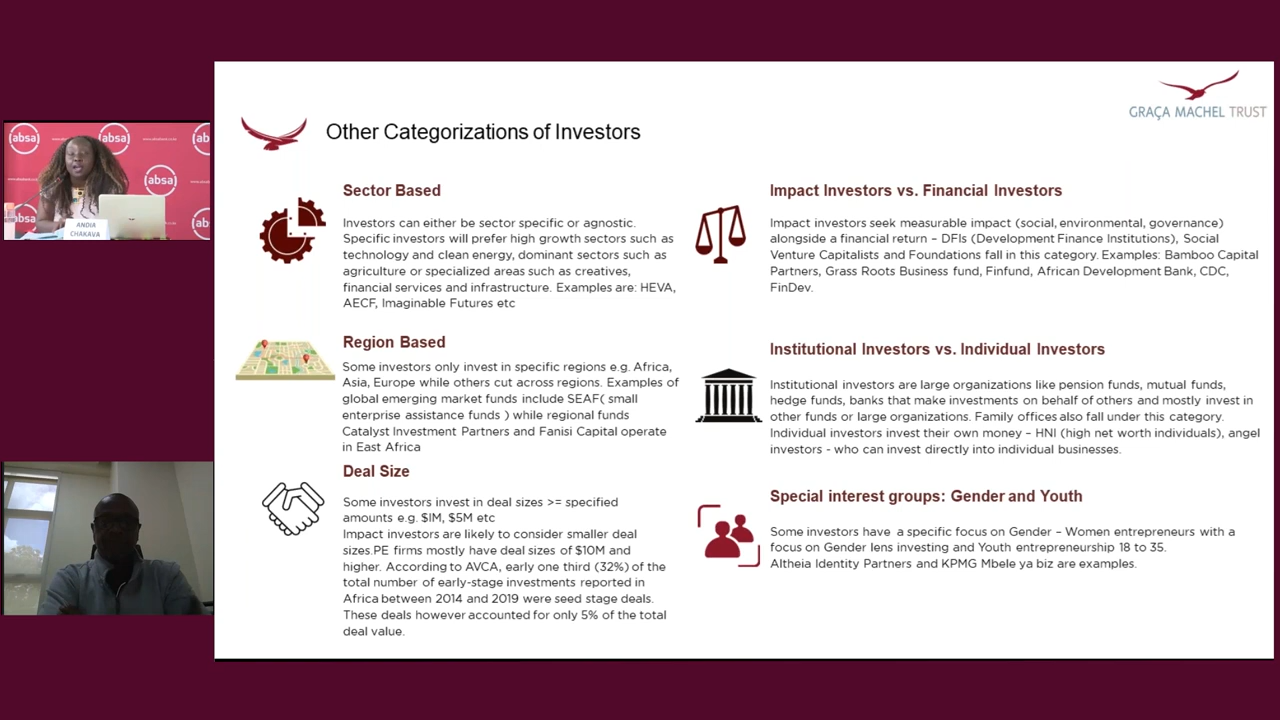 absa
absa
absa
absa
absa
absa
ANDIA
CHAKAVA
GRAÇA MACHEL TRUST
Other Categorizations of Investors
Sector Based
Investors can either be sector specific or agnostic.
Specific investors will prefer high growth sectors such as
technology and clean energy, dominant sectors such as
agriculture or specialized areas such as creatives,
financial services and infrastructure. Examples are: HEVA,
AECF, Imaginable Futures etc
Region Based
Some investors only invest in specific regions e.g. Africa,
Asia, Europe while others cut across regions. Examples of
global emerging market funds include SEAF( small
enterprise assistance funds ) while regional funds
Catalyst Investment Partners and Fanisi Capital operate
in East Africa
Deal Size
Some investors invest in deal sizes >= specified
amounts e.g. $1M, $5M etc
Impact investors are likely to consider smaller deal
sizes.PE firms mostly have deal sizes of $10M and
higher. According to AVCA, early one third (32%) of the
total number of early-stage investments reported in
Africa between 2014 and 2019 were seed stage deals.
These deals however accounted for only 5% of the total
deal value.
Impact Investors vs. Financial Investors
Impact investors seek measurable impact (social, environmental, governance)
alongside a financial return – DFIs (Development Finance Institutions), Social
Venture Capitalists and Foundations fall in this category. Examples: Bamboo Capital
Partners, Grass Roots Business fund, Finfund, African Development Bank, CDC,
FinDev.
Institutional Investors vs. Individual Investors
Institutional investors are large organizations like pension funds, mutual funds,
hedge funds, banks that make investments on behalf of others and mostly invest in
other funds or large organizations. Family offices also fall under this category.
Individual investors invest their own money – HNI (high net worth individuals), angel
investors - who can invest directly into individual businesses.
Special interest groups: Gender and Youth
Some investors have a specific focus on Gender – Women entrepreneurs with a
focus on Gender lens investing and Youth entrepreneurship 18 to 35.
Altheia Identity Partners and KPMG Mbele ya biz are examples.